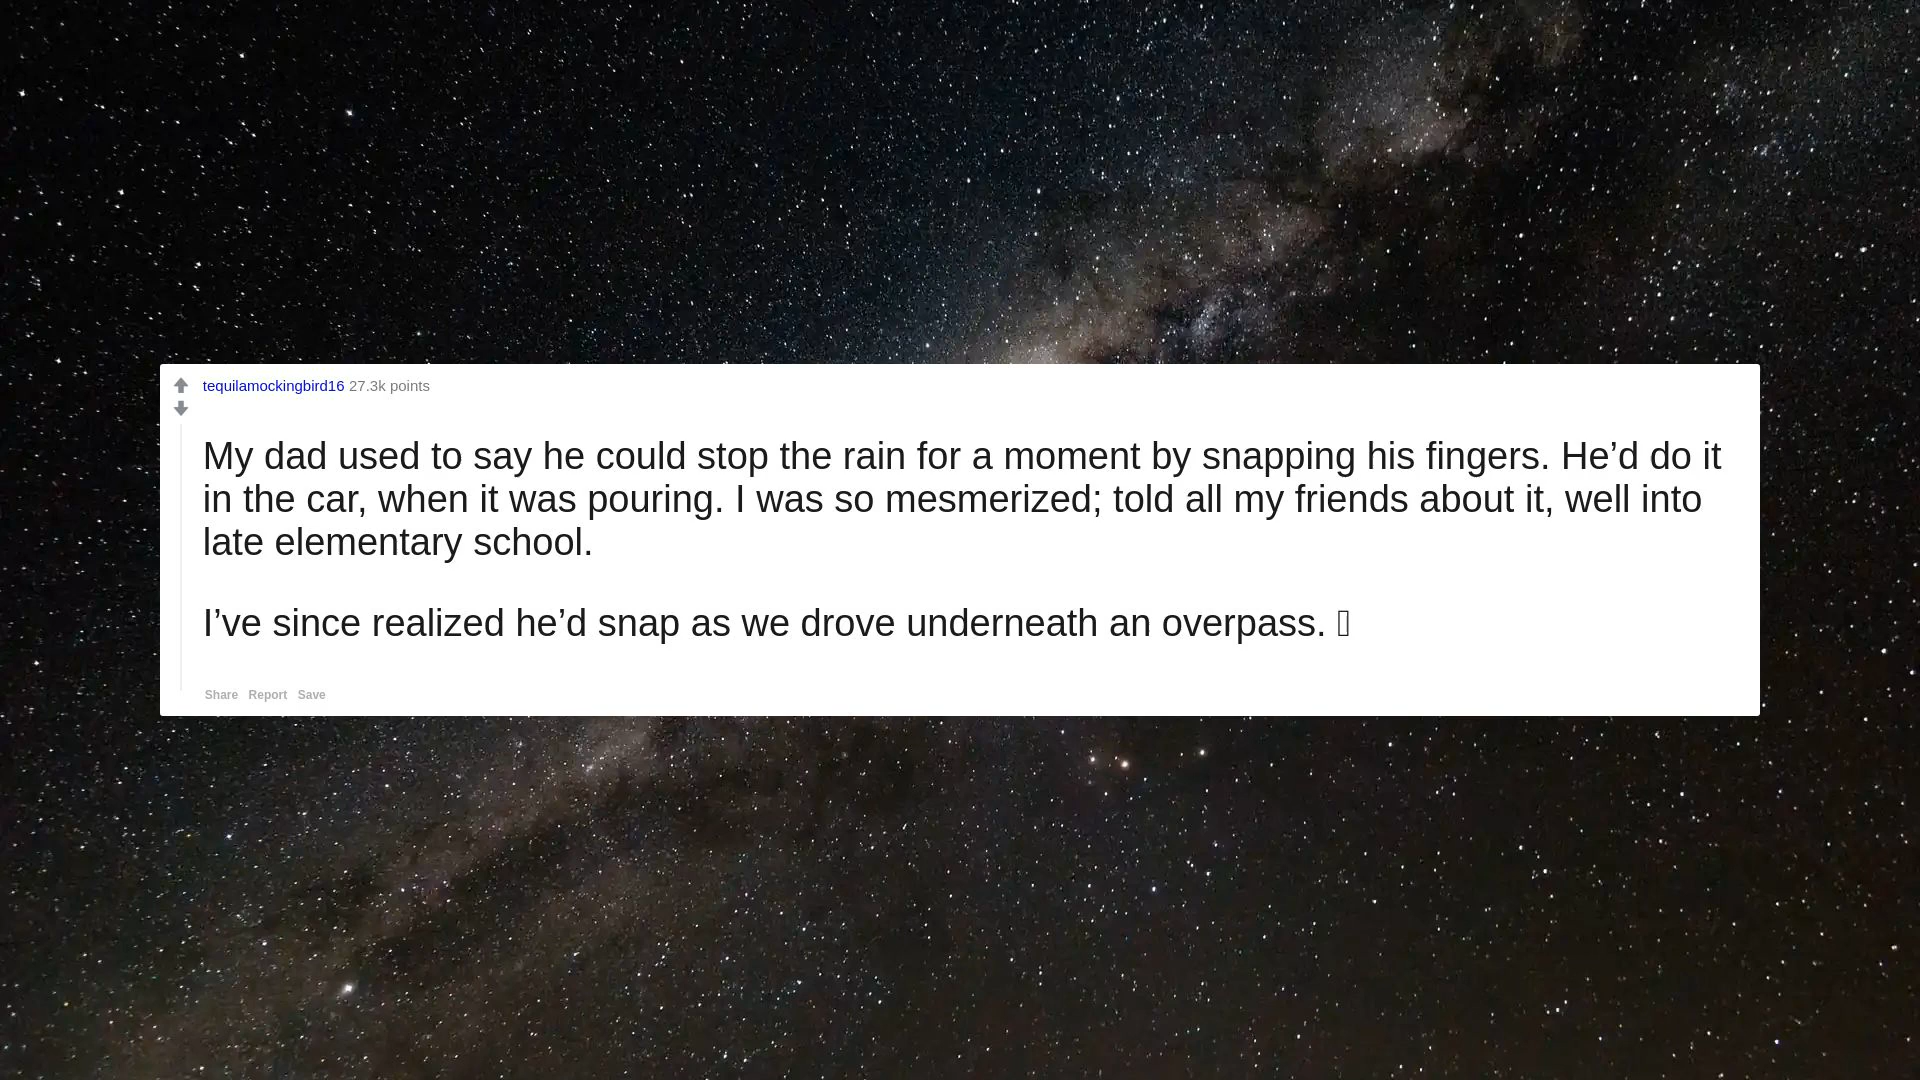 tequilamockingbird16 27.3k points
My dad used to say he could stop the rain for a moment by snapping his fingers. He’d do it
in the car, when it was pouring. I was so mesmerized; told all my friends about it, well into
late elementary school.
I’ve since realized he’d snap as we drove underneath an overpass.
Share Report Save